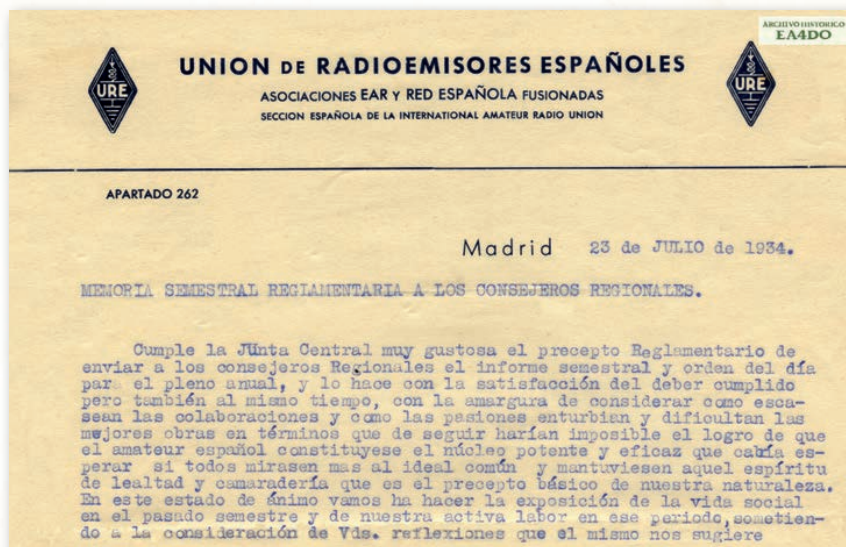 ARCHIVO HISTORICO
EA4DO
URE
UNION DE RADIOEMISORES ESPAÑOLES
URE
ASOCIACIONES EAR Y RED ESPAÑOLA FUSIONADAS
SECCION ESPAÑOLA DE LA INTERNATIONAL AMATEUR RADIO UNION
APARTADO 262
Madrid 23 de JULIO de 1934.
MEMORIA SEMESTRAL REGLAMENTARIA A LOS CONSEJEROS REGIONALES.
Cumple la JUnta Central muy gustosa el precepto Reglamentario de
enviar a los consejeros Regionales el informe semestral y orden del día
para el pleno anual, y lo hace con la satisfacción del deber cumplido
pero también al mismo tiempo, con la amargura de considerar como esca-
sean las colaboraciones y como las pasiones enturbian y dificultan las
mejores obras en términos que de seguir harían imposible el logro de que
el amateur español constituyese el núcleo potente y eficaz que cabía es-
perar si todos mirasen mas al ideal común y mantuviesen aquel espíritu
de lealtad y camaradería que es el precepto básico de nuestra naturaleza.
En este estado de ánimo vamos ha hacer la exposición de la vida social
en el pasado semestre y de nuestra activa labor en ese periodo,sometien-
do a la consideración de Vds. reflexiones que el mismo nos sugiere